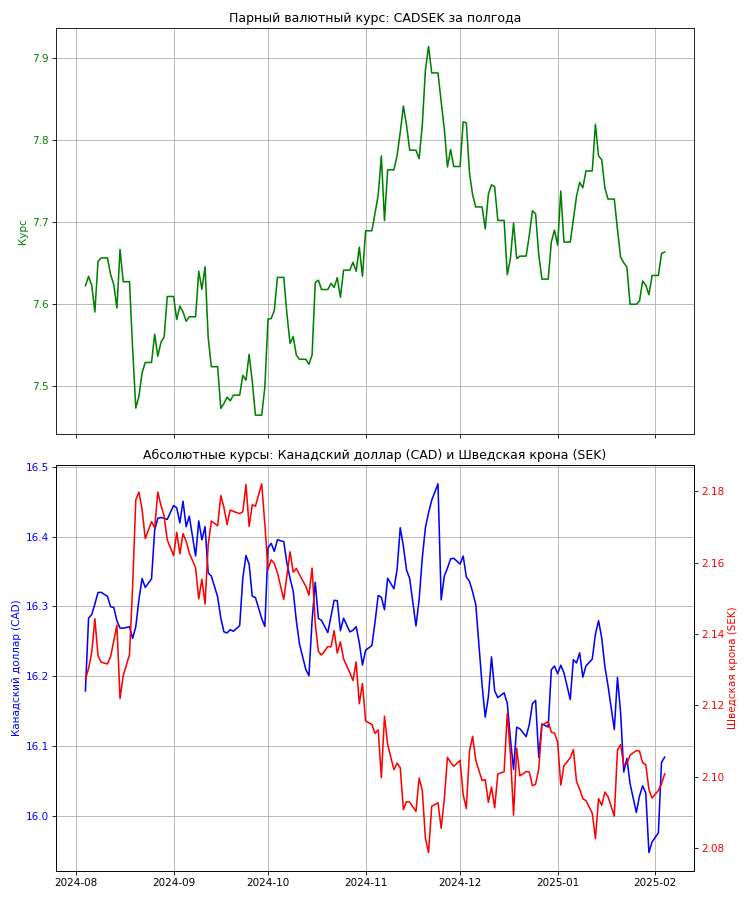 Парный валютный курс: CADSEK за полгода
Курс
7.9
7.8
7.7
7.6
7.5
Абсолютные курсы: Канадский доллар (CAD) и Шведская крона (SEK)
Канадский доллар (CAD)
16.5
16.4
16.3
16.2
16.1
16.0
2.18
2.16
2.14
2.12
2.10
2.08
Шведская крона (SEK)
2024-08 2024-09 2024-10 2024-11 2024-12 2025-01 2025-02